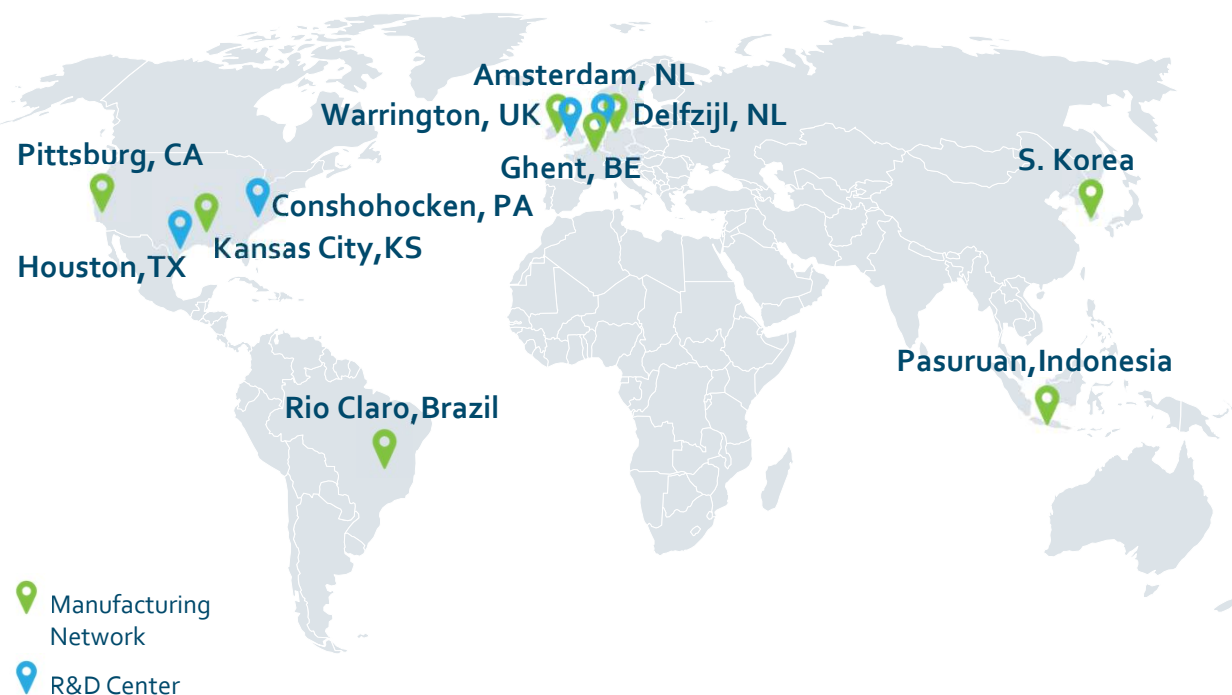 Amsterdam, NL
Warrington, UK
Delfzijl, NL
Pittsburg, CA
Ghent, BE
S. Korea
Conshohocken, PA
Kansas City,KS
Houston,TX
Pasuruan,Indonesia
Rio Claro,Brazil
Manufacturing
Network
R&D Center